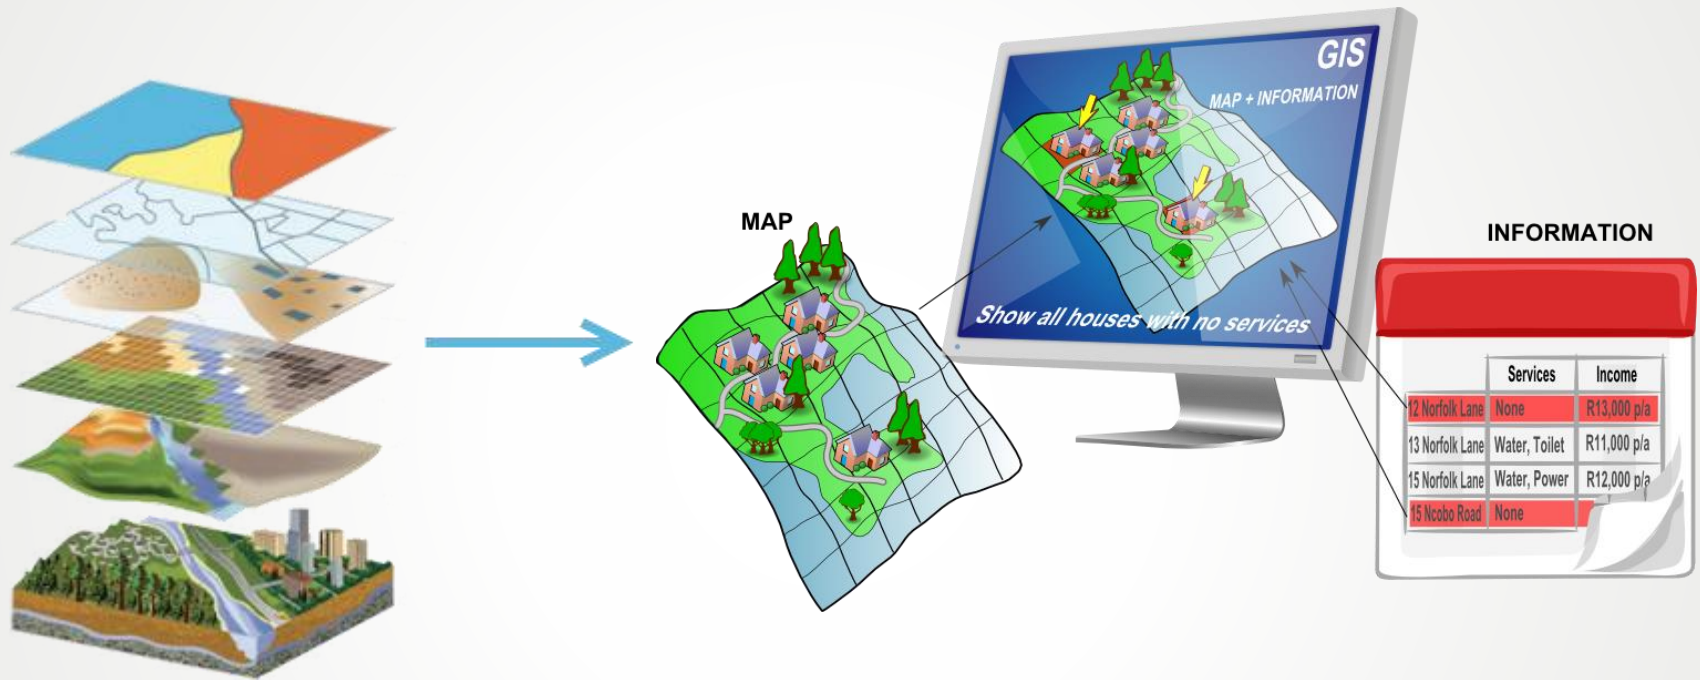 GIS
MAP + INFORMATION
Show all houses with no services
MAP
INFORMATION
Services Income
12 Norfolk Lane None R13,000 p/a
13 Norfolk Lane Water, Toilet R11,000 p/a
15 Norfolk Lane Water, Power R12,000 p/a
15 Ncobo Road None